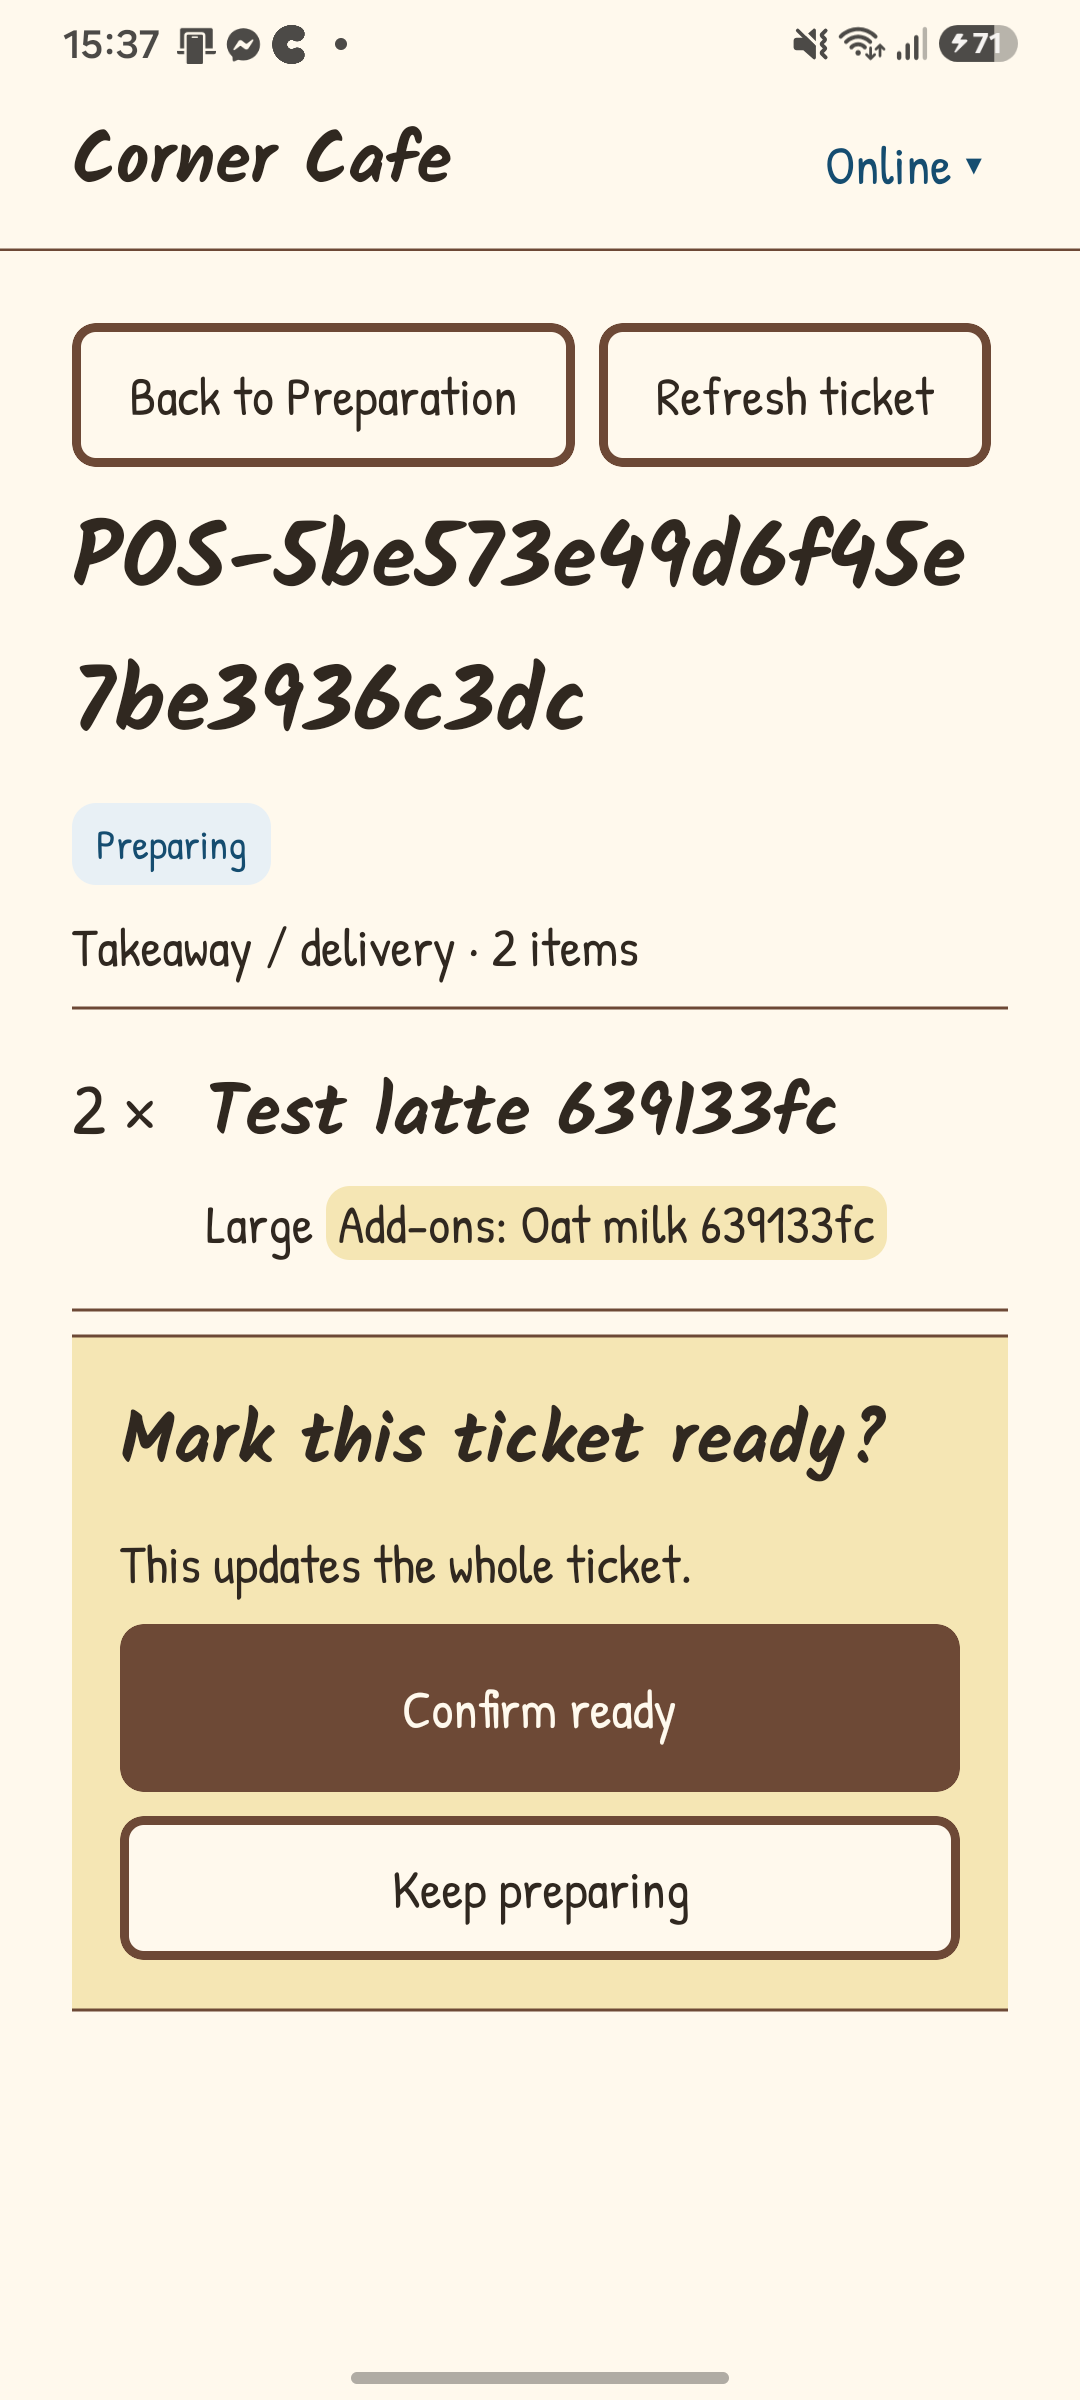 15:37
71
Corner Cafe
Online ▼
Back to Preparation
Refresh ticket
POS-5be573e49d6f45e
7be3936c3dc
Preparing
Takeaway / delivery · 2 items
2 × Test latte 639133fc
Large Add-ons: Oat milk 639133fc
Mark this ticket ready?
This updates the whole ticket.
Confirm ready
Keep preparing